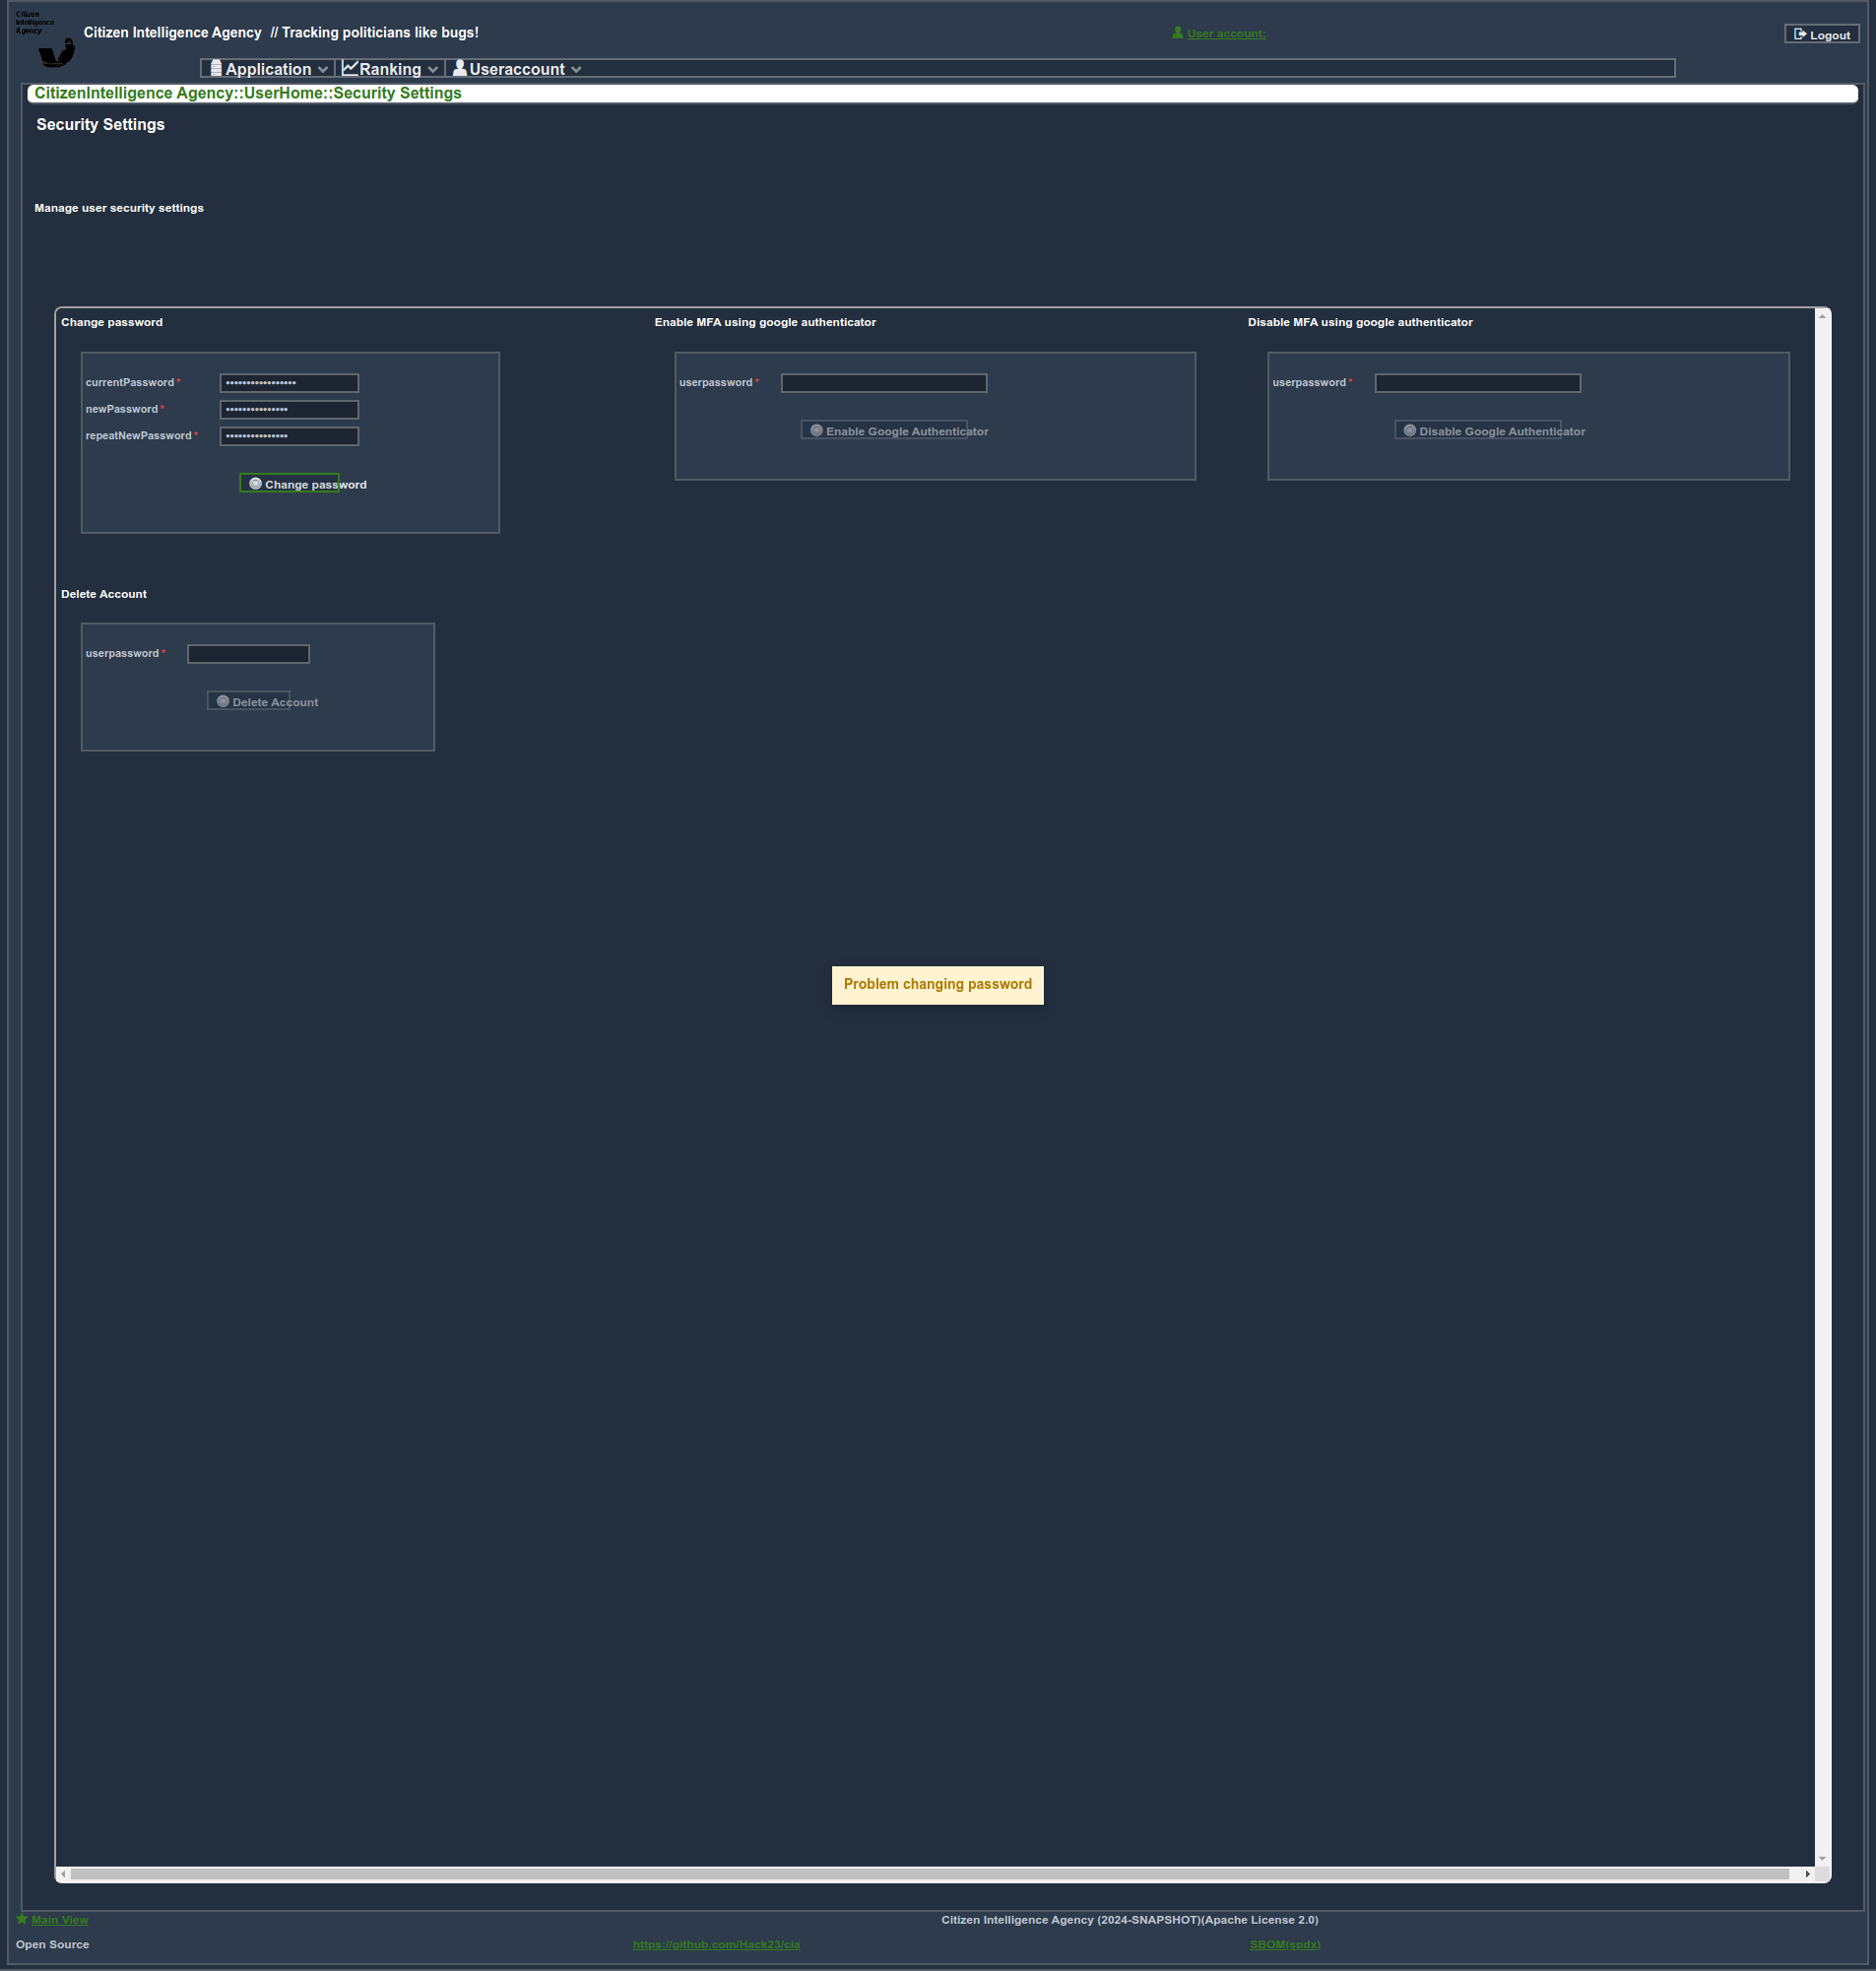 Citizen
Intelligence
Agency
Citizen Intelligence Agency // Tracking politicians like bugs!
User account:
Logout
Application
Ranking
Useraccount
CitizenIntelligence Agency::UserHome::Security Settings
Security Settings
Manage user security settings
Change password
currentPassword *
•••••••••••••••••
newPassword *
•••••••••••••••
repeatNewPassword *
•••••••••••••••
Change password
Enable MFA using google authenticator
userpassword *
Enable Google Authenticator
Disable MFA using google authenticator
userpassword *
Disable Google Authenticator
Delete Account
userpassword *
Delete Account
Problem changing password
Main View
Citizen Intelligence Agency (2024-SNAPSHOT)(Apache License 2.0)
Open Source
https://github.com/Hack23/cia
SBOM(spdx)